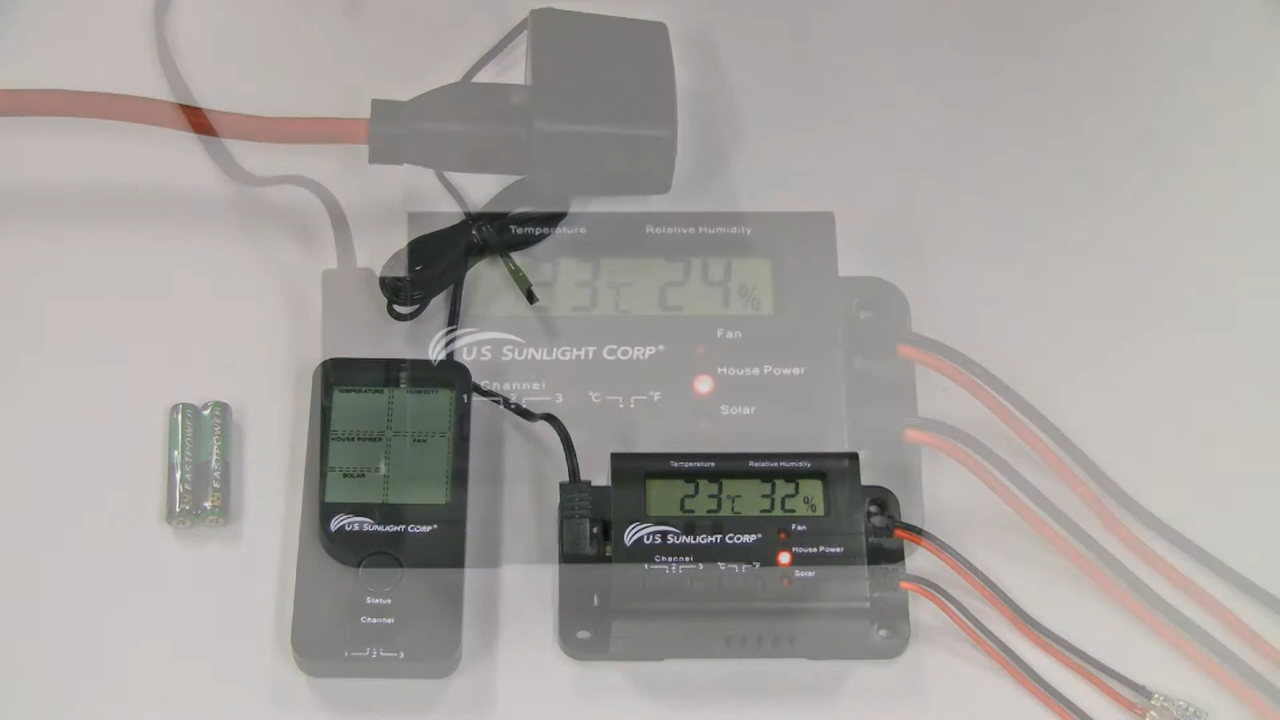 Temperature Relative Humidity
23°C 24%
Fan
U.S. SUNLIGHT CORP®
House Power
Channel
1 2 3 °C °F
Solar
TEMPERATURE HUMIDITY
HOUSE POWER FAN
SOLAR
U.S. SUNLIGHT CORP®
Status
Channel
1 2 3
EASTPOWER
EASTPOWER
Temperature Relative Humidity
23°C 32%
Fan
U.S. SUNLIGHT CORP®
House Power
Channel
1 2 3 °C °F
Solar